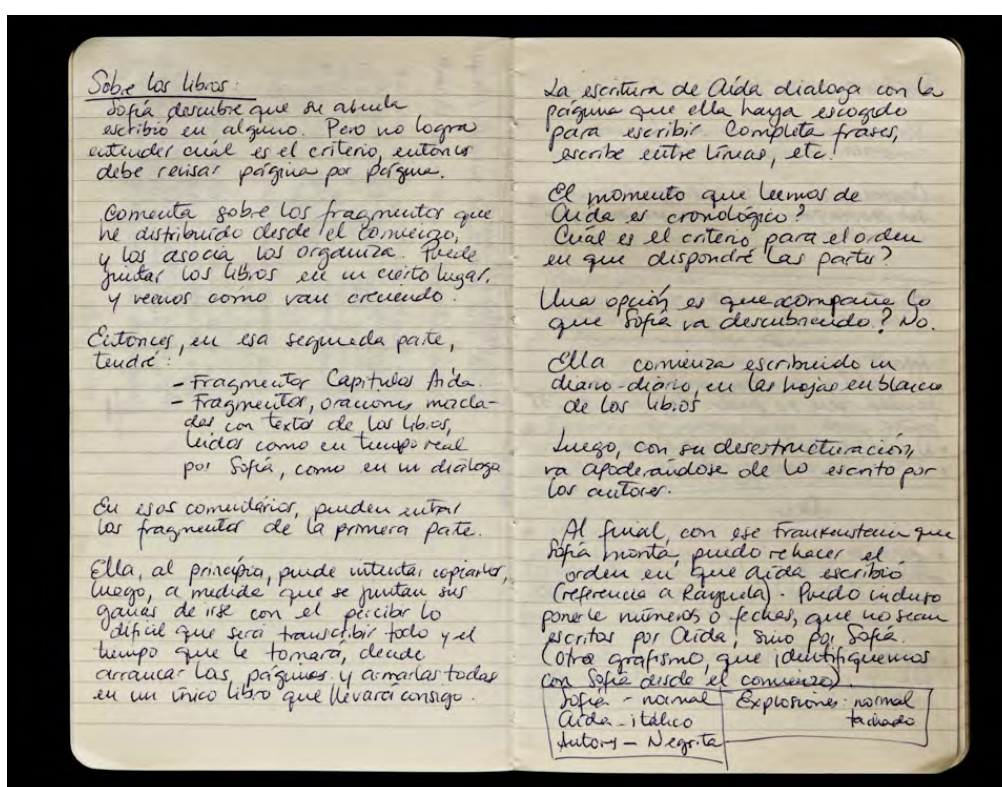 Sobre los libros:
Sofía descubre que su abuela
escribió en alguno. Pero no logra
entender cuál es el criterio, entonces
debe revisar página por página.
Comenta sobre los fragmentos que
he distribuido desde el comienzo,
y los asocia, los organiza. Puede
juntar los libros en un cierto lugar,
y vemos como van creciendo.
Entonces, en esa segunda parte,
tendré:
- Fragmentos Capítulos Aída.
- Fragmentos, oraciones mezcla-
das con textos de los libros,
leídos como en tiempo real
por Sofía, como en un diálogo
En esos comentários, pueden entrar
los fragmentos de la primera parte.
Ella, al principio, puede intentar copiarlos,
luego, a medida que se juntan sus
ganas de irse con el percibir lo
difícil que será transcribir todo y el
tiempo que le tomará, decide
arrancar las páginas y armarlas todas
en un único libro que llevará consigo.
La escritura de Aída dialoga con la
página que ella haya escogido
para escribir. Completa frases,
escribe entre líneas, etc.
El momento que leemos de
Aída es cronológico?
Cuál es el criterio para el orden
en que dispondré las partes?
Una opción es que acompañe lo
que Sofía va descubriendo? No.
Ella comienza escribiendo un
diario-diário, en las hojas en blanco
de los libros
Luego, con su desestructuración,
va apoderándose de lo escrito por
los autores.
Al final, con ese Frankenstein que
Sofía monta, puedo rehacer el
orden en que Aída escribió
(referencia a Rayuela). Puedo incluso
ponerle números o fechas, que no sean
escritas por Aída, sino por Sofía.
(otro grafismo, que identifiquemos
con Sofía desde el comienzo)
Sofía - normal
Aída - itálico
Autores - Negrita
Explosiones: normal
tachado